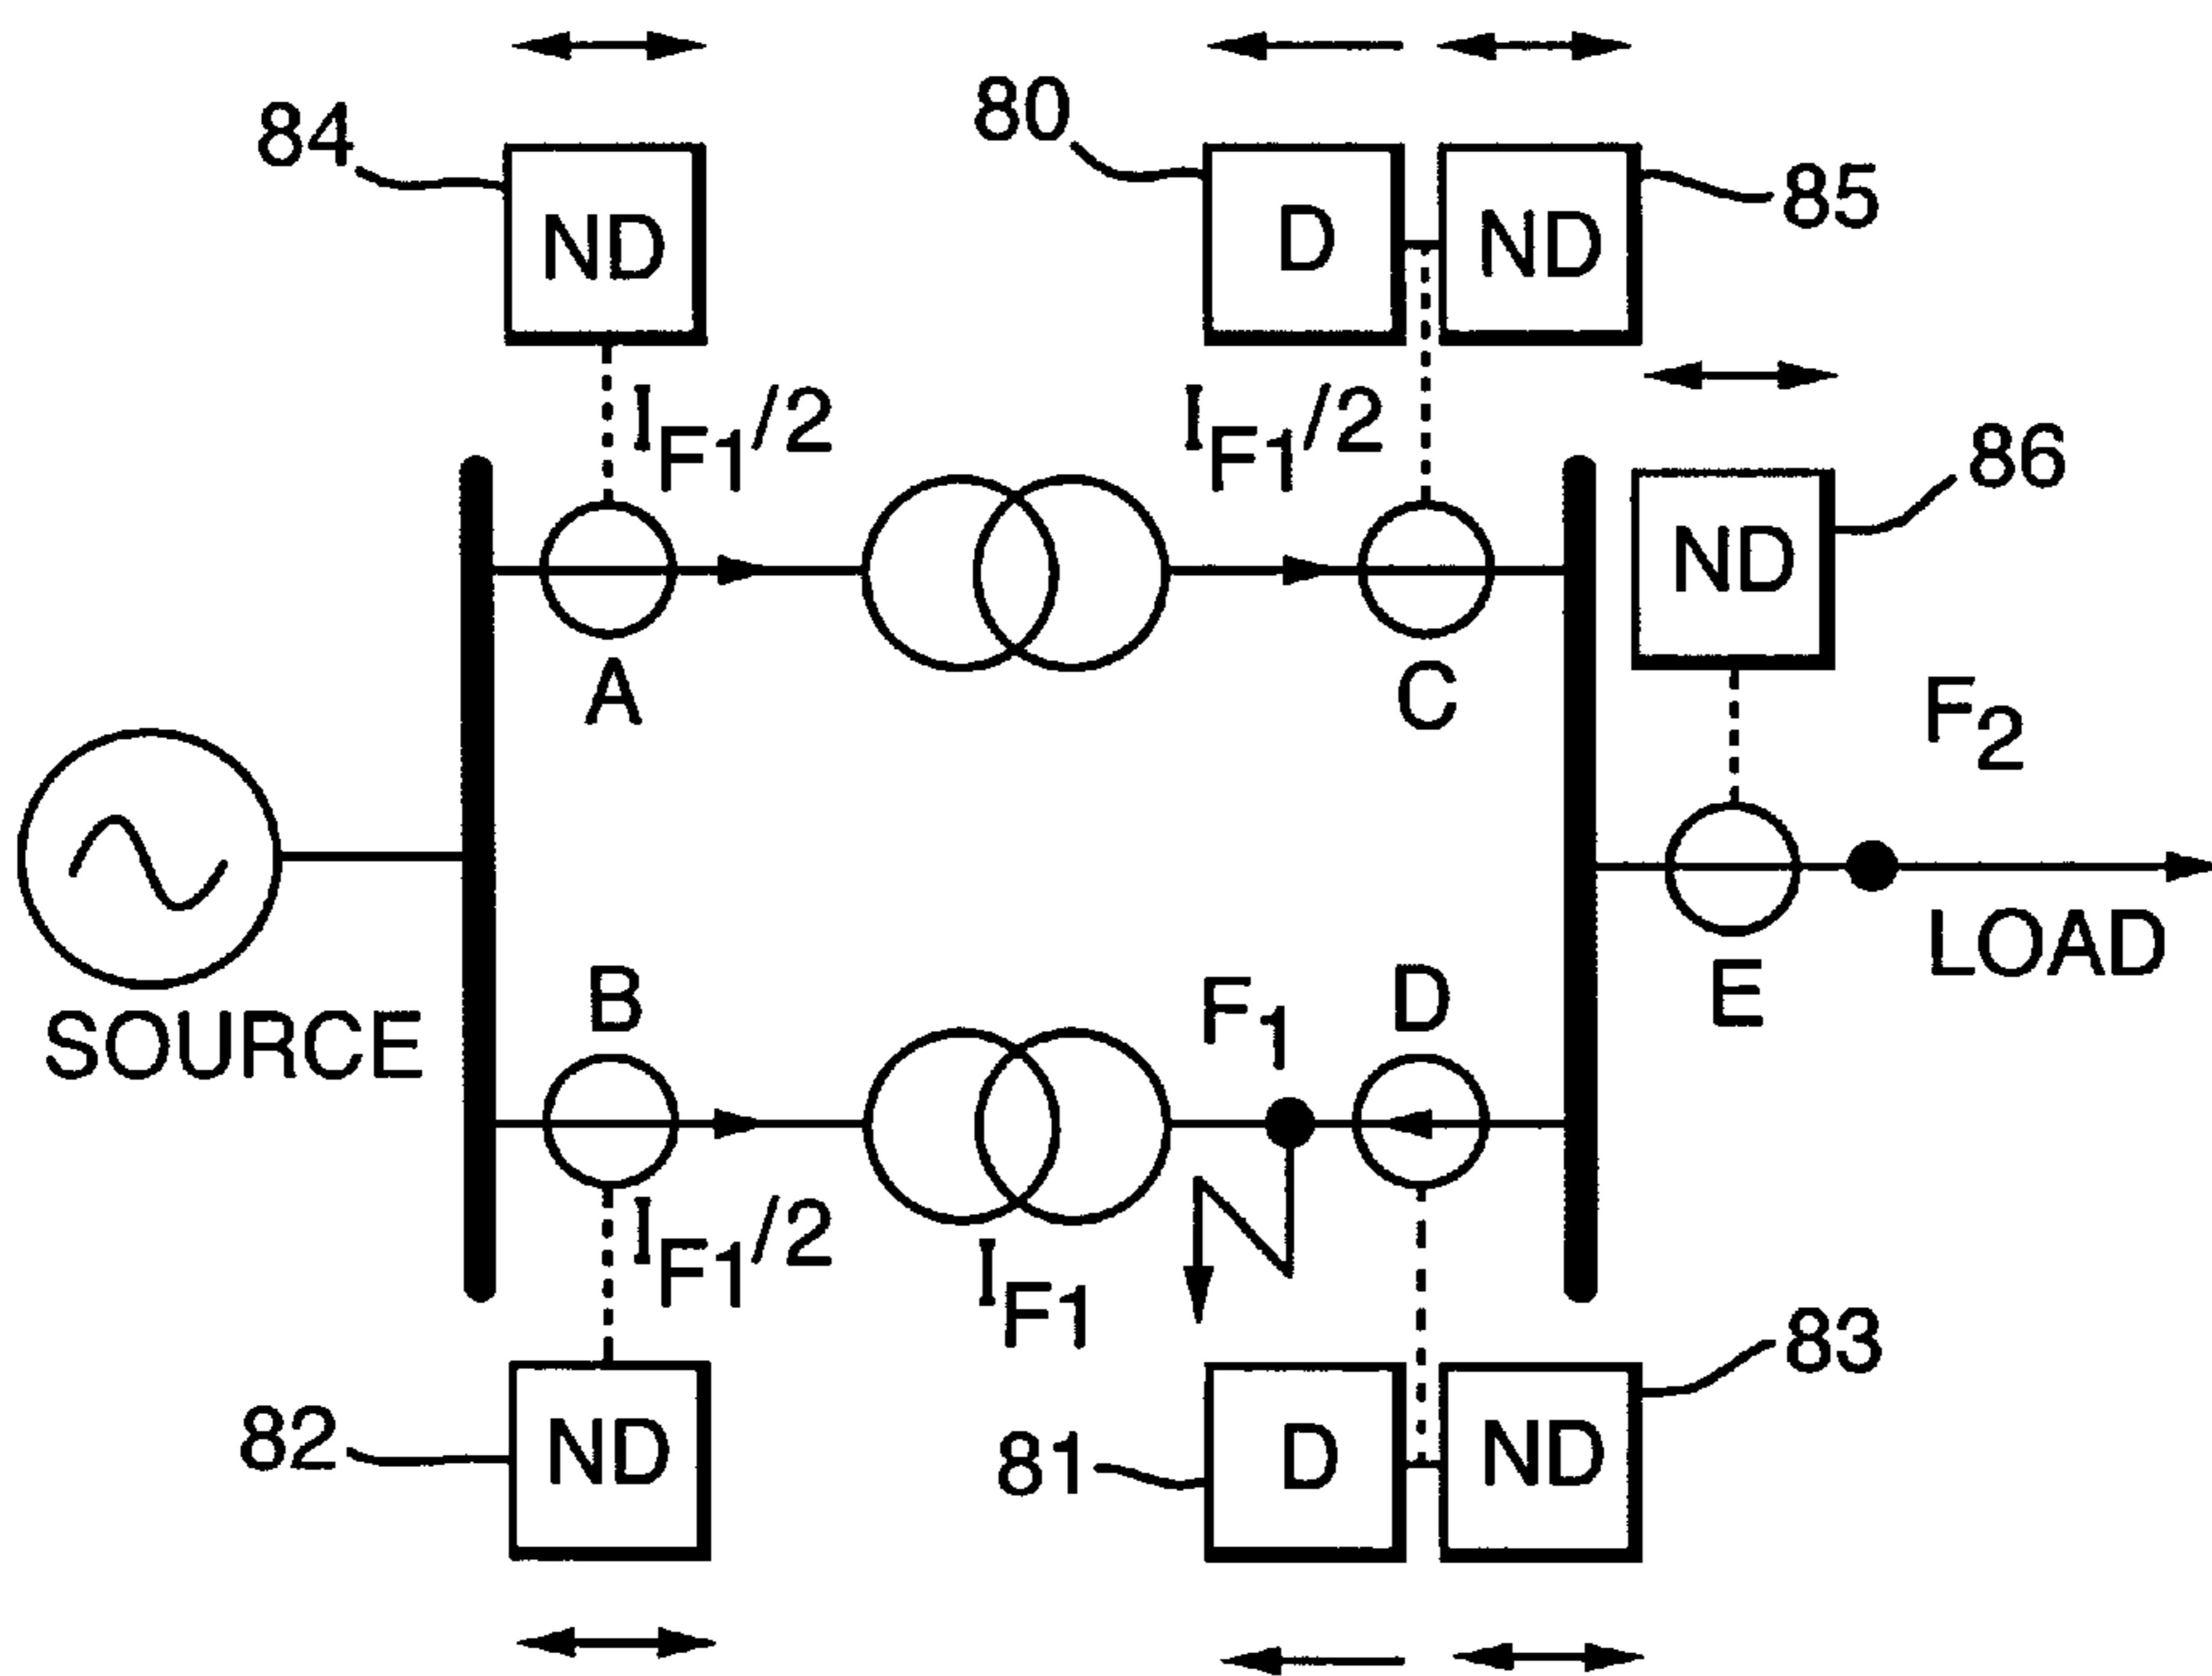 84
80
85
ND
D
ND
I_F1/2
I_F1/2
86
ND
A
C
F_2
B
F_1
D
E
SOURCE
LOAD
I_F1/2
I_F1
82
ND
81
D
ND
83